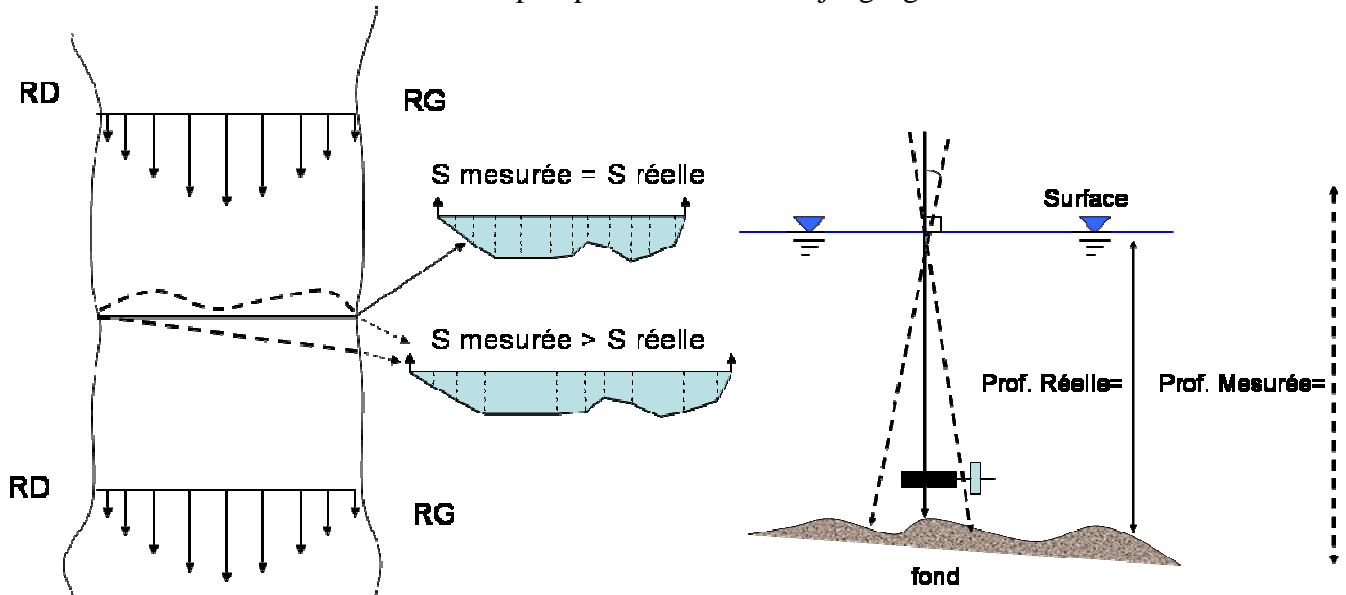 RD
RG
S mesurée = S réelle
S mesurée > S réelle
RD
RG
Surface
Prof. Réelle=
Prof. Mesurée=
fond